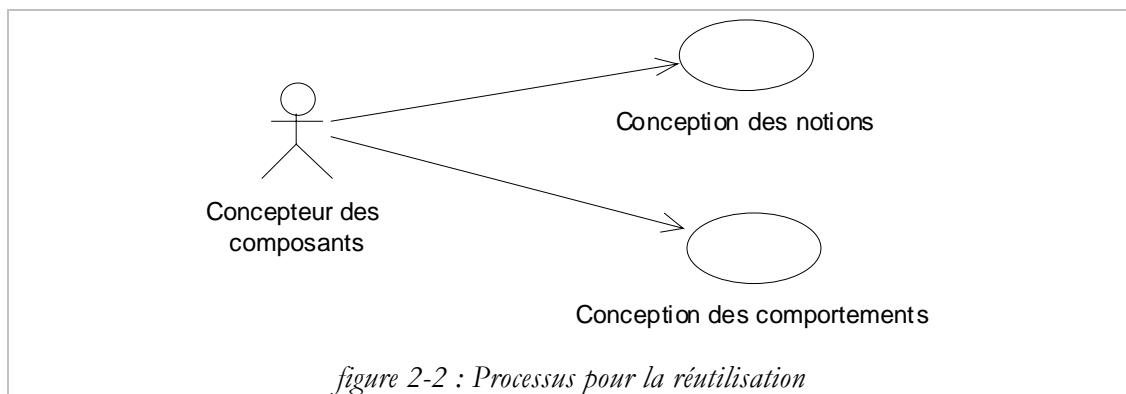 Conception des notions
Concepteur des
composants
Conception des comportements
figure 2-2 : Processus pour la réutilisation